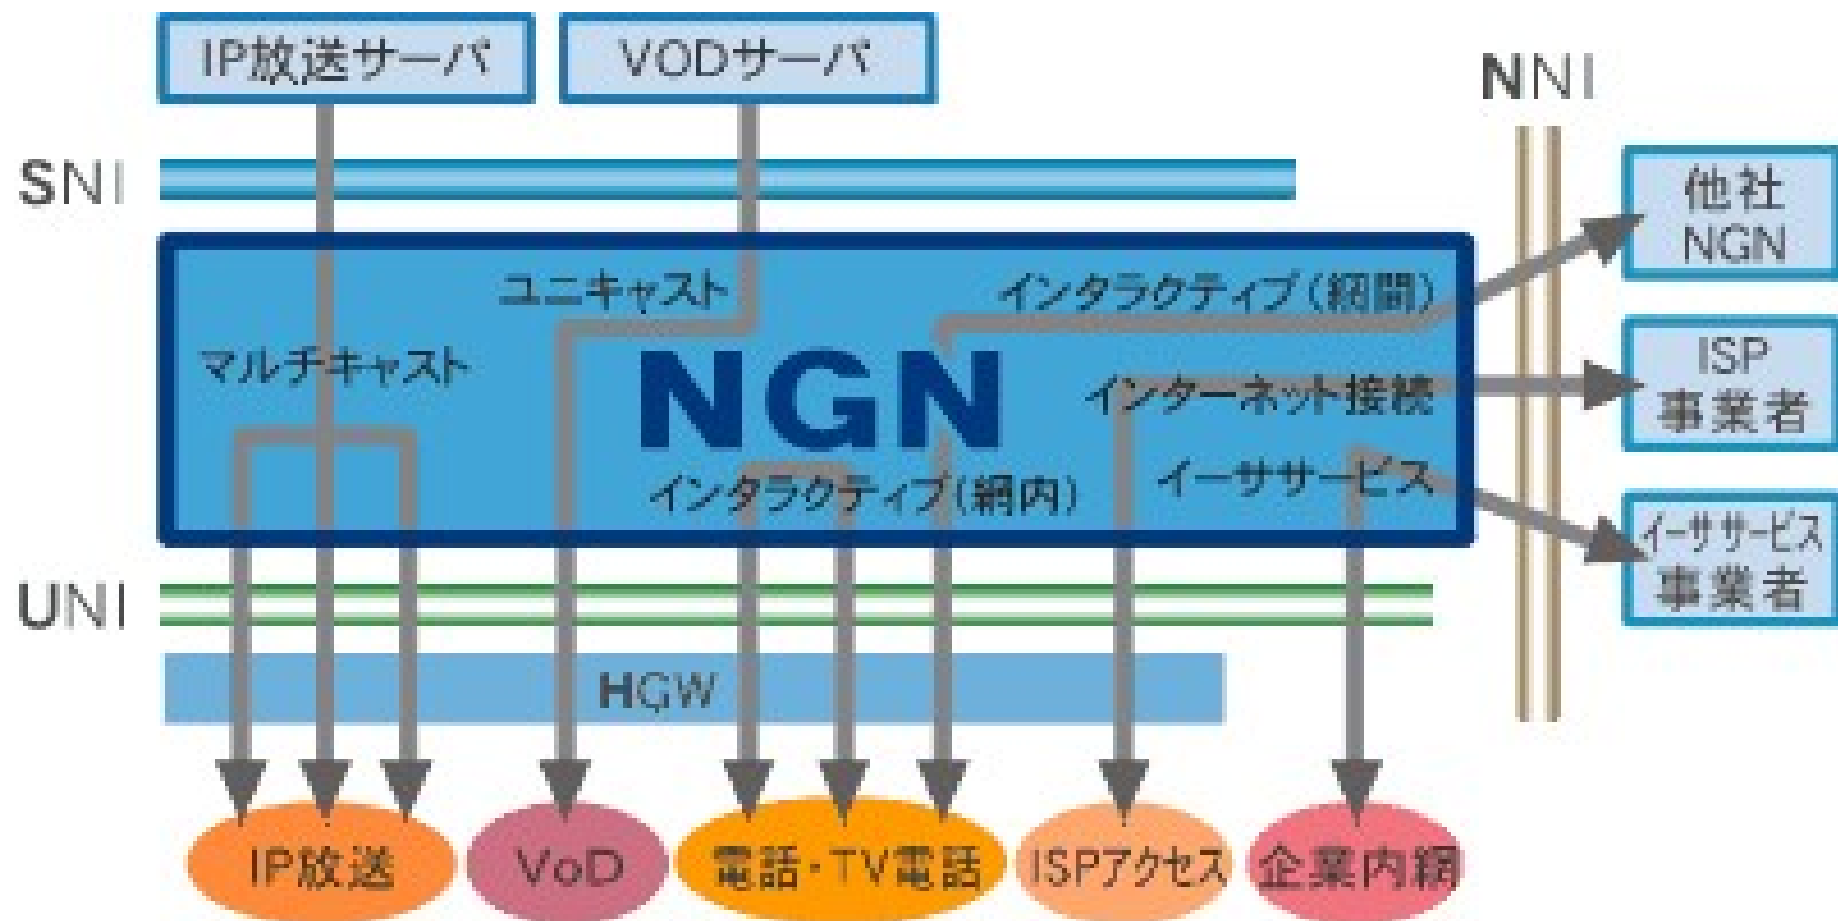 IP放送サーバ
VODサーバ
NNI
SNI
他社
NGN
ユニキャスト
インタラクティブ(網間)
マルチキャスト
NGN
インターネット接続
ISP
事業者
インタラクティブ(網内)
イーササービス
イーササービス
事業者
UNI
HGW
IP放送
VoD
電話・TV電話
ISPアクセス
企業内網